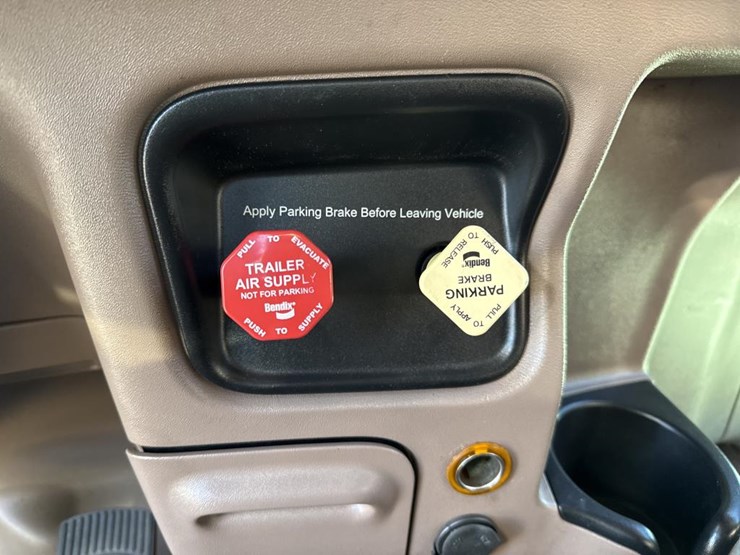 Apply Parking Brake Before Leaving Vehicle
PULL TO EVACUATE
TRAILER
AIR SUPPLY
NOT FOR PARKING
Bendix
PUSH TO SUPPLY
PULL TO APPLY
PARKING
BRAKE
Bendix
PUSH TO RELEASE